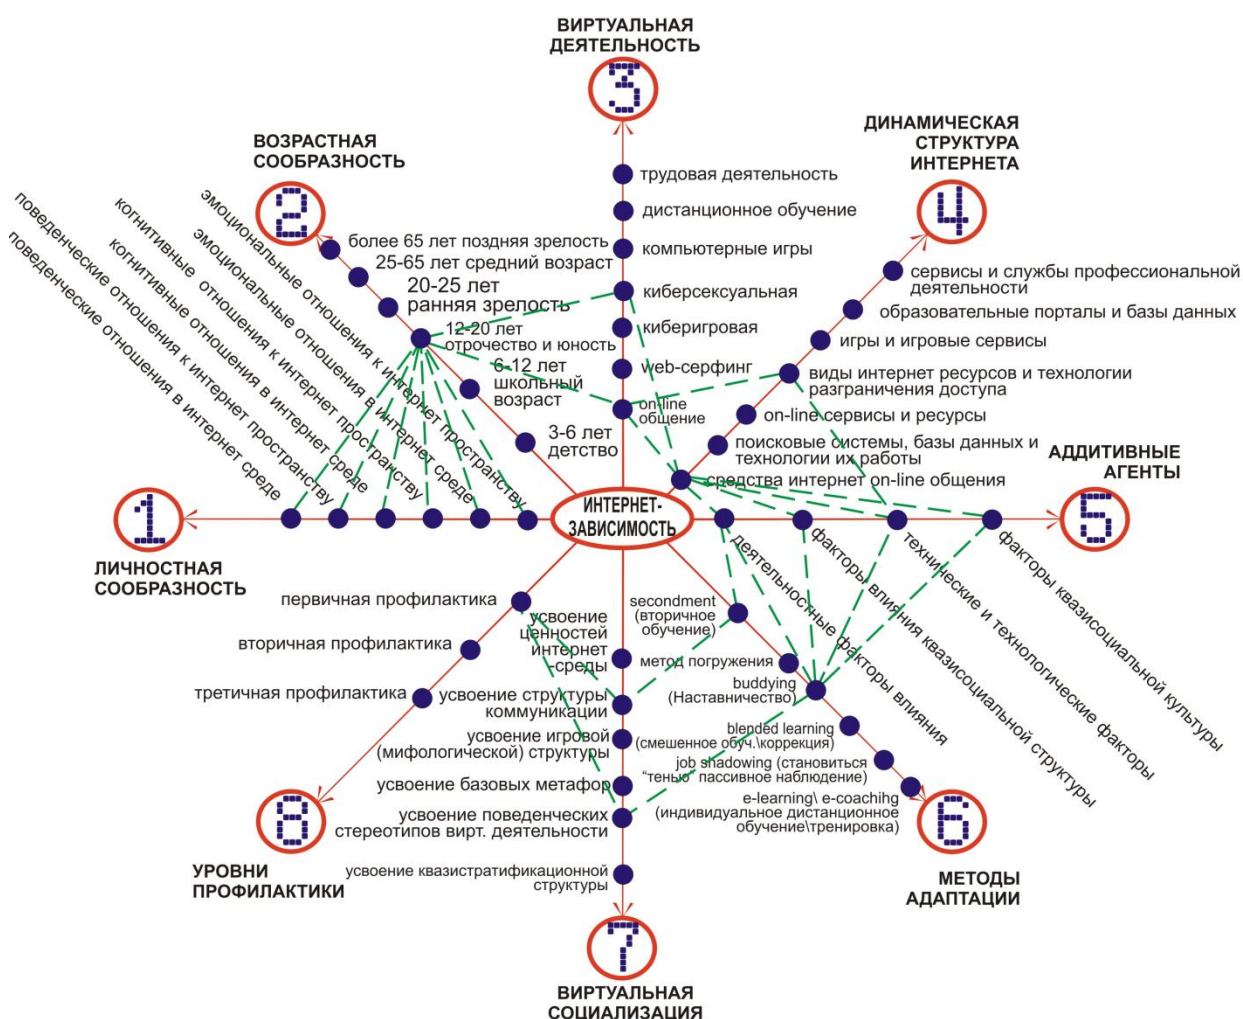 ВИРТУАЛЬНАЯ
ДЕЯТЕЛЬНОСТЬ
3
трудовая деятельность
дистанционное обучение
компьютерные игры
киберсексуальная
киберигровая
web-серфинг
on-line
общение
ВОЗРАСТНАЯ
СООБРАЗНОСТЬ
2
более 65 лет поздняя зрелость
25-65 лет средний возраст
20-25 лет
ранняя зрелость
12-20 лет
отрочество и юность
6-12 лет
школьный
возраст
3-6 лет
детство
ДИНАМИЧЕСКАЯ
СТРУКТУРА
ИНТЕРНЕТА
4
сервисы и службы профессиональной
деятельности
образовательные порталы и базы данных
игры и игровые сервисы
виды интернет ресурсов и технологии
разграничения доступа
on-line сервисы и ресурсы
поисковые системы, базы данных и
технологии их работы
средства интернет on-line общения
эмоциональные отношения к интернет пространству
эмоциональные отношения в интернет среде
когнитивные отношения к интернет пространству
когнитивные отношения в интернет среде
поведенческие отношения к интернет пространству
поведенческие отношения в интернет среде
1
ЛИЧНОСТНАЯ
СООБРАЗНОСТЬ
ИНТЕРНЕТ-
ЗАВИСИМОСТЬ
АДДИТИВНЫЕ
АГЕНТЫ
5
деятельностные факторы влияния
факторы влияния квазисоциальной структуры
технические и технологические факторы
факторы квазисоциальной культуры
первичная профилактика
вторичная профилактика
третичная профилактика
8
УРОВНИ
ПРОФИЛАКТИКИ
усвоение
ценностей
интернет
-среды
усвоение структуры
коммуникации
усвоение игровой
(мифологической) структуры
усвоение базовых метафор
усвоение поведенческих
стереотипов вирт. деятельности
усвоение квазистратификационной
структуры
7
ВИРТУАЛЬНАЯ
СОЦИАЛИЗАЦИЯ
secondment
(вторичное
обучение)
метод погружения
buddying
(Наставничество)
blended learning
(смешенное обуч.\коррекция)
job shadowing (становиться
"тенью" пассивное наблюдение)
e-learning\ e-coaching
(индивидуальное дистанционное
обучение\тренировка)
6
МЕТОДЫ
АДАПТАЦИИ